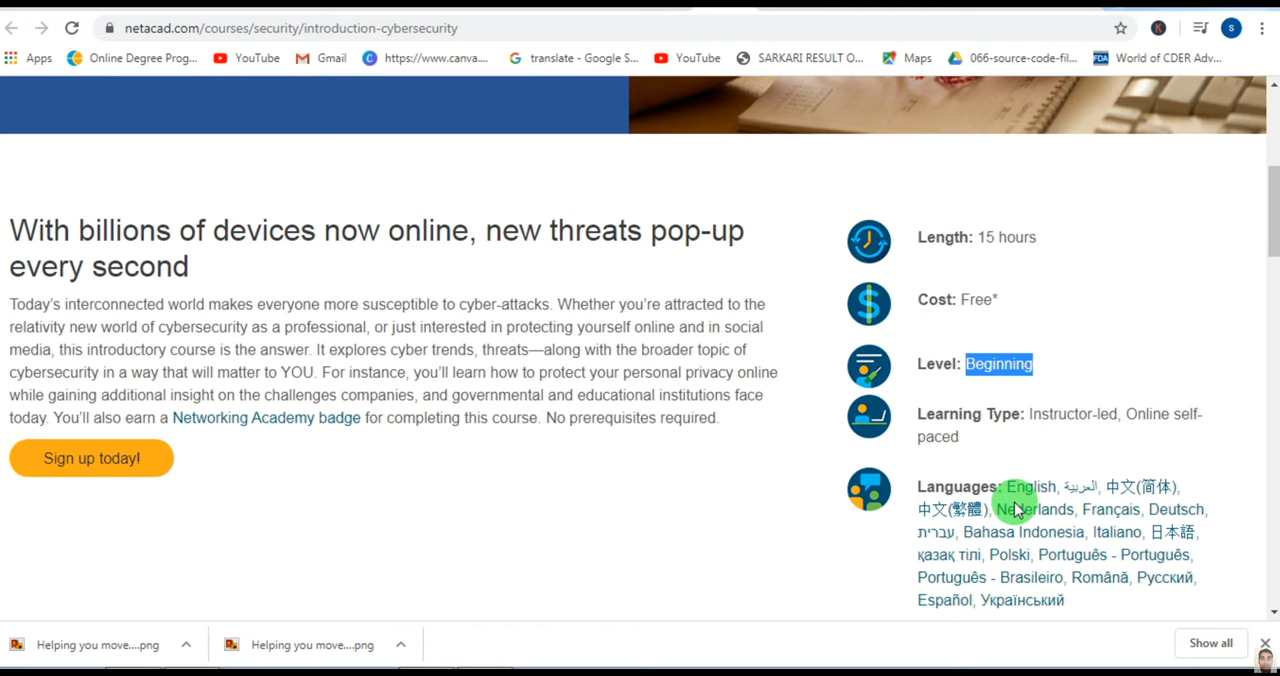 netacad.com/courses/security/introduction-cybersecurity
S
Apps Online Degree Prog... YouTube Gmail https://www.canva.... translate - Google S... YouTube SARKARI RESULT O... Maps 066-source-code-fil... FDA World of CDER Adv...
With billions of devices now online, new threats pop-up
every second
Today's interconnected world makes everyone more susceptible to cyber-attacks. Whether you're attracted to the
relativity new world of cybersecurity as a professional, or just interested in protecting yourself online and in social
media, this introductory course is the answer. It explores cyber trends, threats—along with the broader topic of
cybersecurity in a way that will matter to YOU. For instance, you'll learn how to protect your personal privacy online
while gaining additional insight on the challenges companies, and governmental and educational institutions face
today. You'll also earn a Networking Academy badge for completing this course. No prerequisites required.
Sign up today!
Length: 15 hours
Cost: Free*
Level: Beginning
Learning Type: Instructor-led, Online self-
paced
Languages: English, العربية, 中文(简体),
中文(繁體), Nederlands, Français, Deutsch,
עברית, Bahasa Indonesia, Italiano, 日本語,
қазақ тілі, Polski, Português - Português,
Português - Brasileiro, Română, Русский,
Español, Український
Helping you move....png Helping you move....png Show all